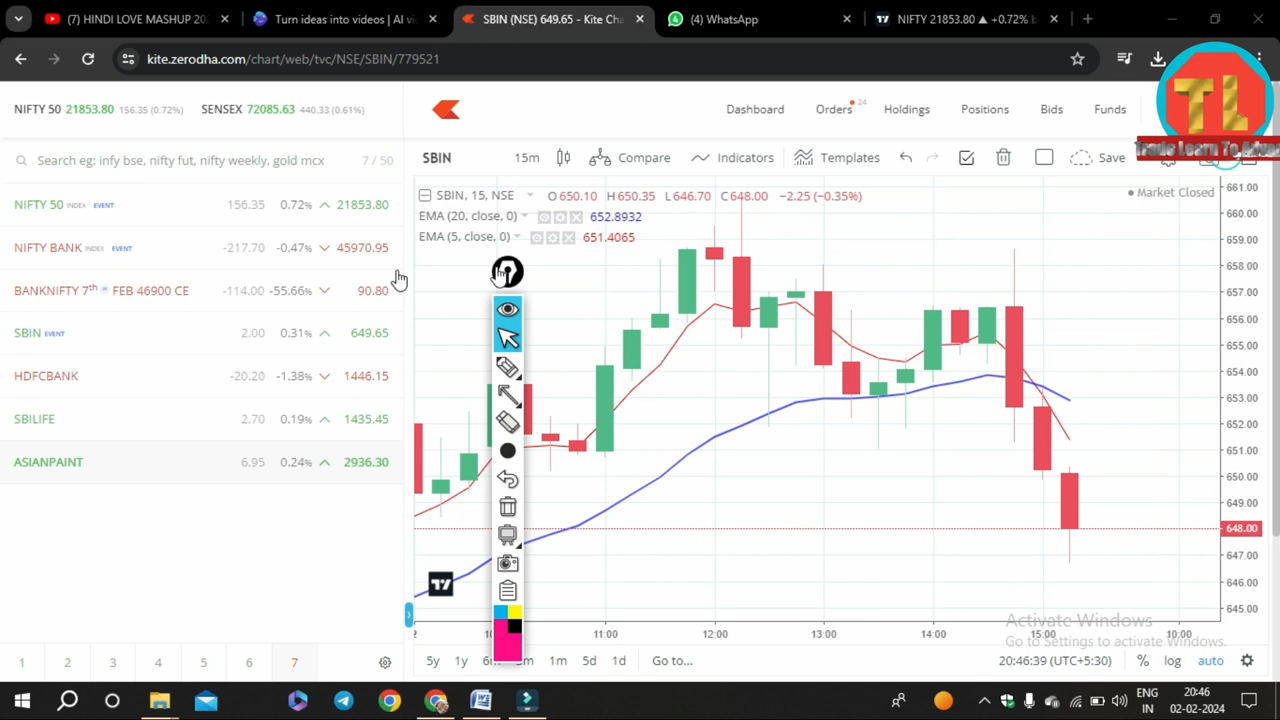 (7) HINDI LOVE MASHUP 20
Turn ideas into videos | AI v
SBIN (NSE) 649.65 - Kite Cha
(4) WhatsApp
NIFTY 21853.80 ▲ +0.72%
kite.zerodha.com/chart/web/tvc/NSE/SBIN/779521
NIFTY 50 21853.80 156.35 (0.72%) SENSEX 72085.63 440.33 (0.61%)
Dashboard Orders 24 Holdings Positions Bids Funds
TL
Trade Learn To
Search eg: infy bse, nifty fut, nifty weekly, gold mcx 7 / 50
SBIN 15m Compare Indicators Templates Save
NIFTY 50 INDEX EVENT 156.35 0.72% 21853.80
NIFTY BANK INDEX EVENT -217.70 -0.47% 45970.95
BANKNIFTY 7th FEB 46900 CE -114.00 -55.66% 90.80
SBIN EVENT 2.00 0.31% 649.65
HDFCBANK -20.20 -1.38% 1446.15
SBILIFE 2.70 0.19% 1435.45
ASIANPAINT 6.95 0.24% 2936.30
SBIN, 15, NSE O 650.10 H 650.35 L 646.70 C 648.00 −2.25 (−0.35%)
Market Closed
EMA (20, close, 0) 652.8932
EMA (5, close, 0) 651.4065
661.00
660.00
659.00
658.00
657.00
656.00
655.00
654.00
653.00
652.00
651.00
650.00
649.00
648.00
647.00
646.00
645.00
11:00 12:00 13:00 14:00 15:00 10:00
Activate Windows
Go to Settings to activate Windows.
1 2 3 4 5 6 7
5y 1y 1m 5d 1d Go to... 20:46:39 (UTC+5:30) % log auto
ENG
IN
20:46
02-02-2024